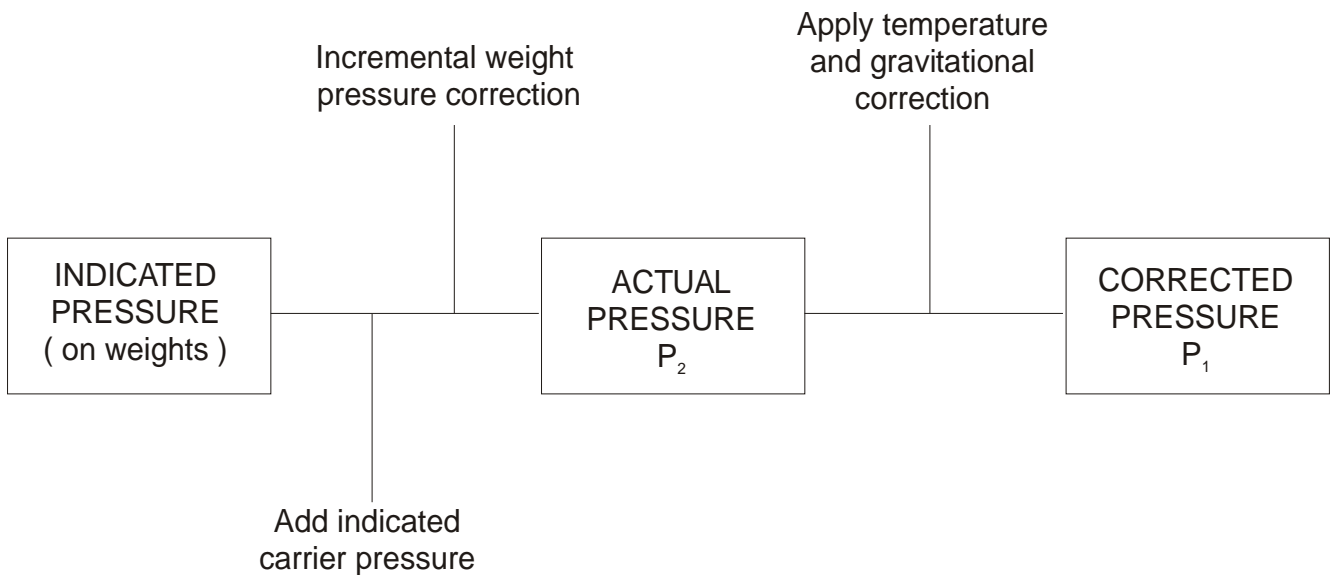 Incremental weight
pressure correction
Apply temperature
and gravitational
correction
INDICATED
PRESSURE
( on weights )
ACTUAL
PRESSURE
P₂
CORRECTED
PRESSURE
P₁
Add indicated
carrier pressure